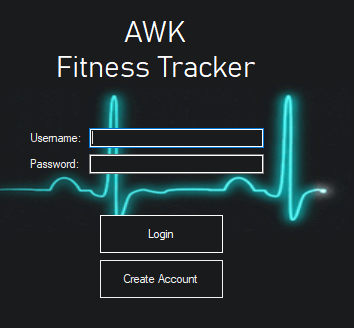 AWK
Fitness Tracker
Username:
Password:
Login
Create Account